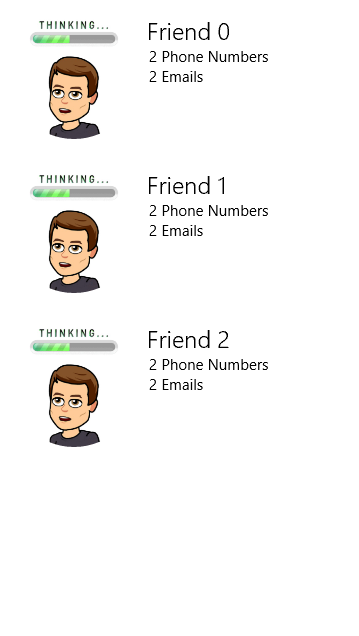 THINKING...
Friend 0
2 Phone Numbers
2 Emails
THINKING...
Friend 1
2 Phone Numbers
2 Emails
THINKING...
Friend 2
2 Phone Numbers
2 Emails